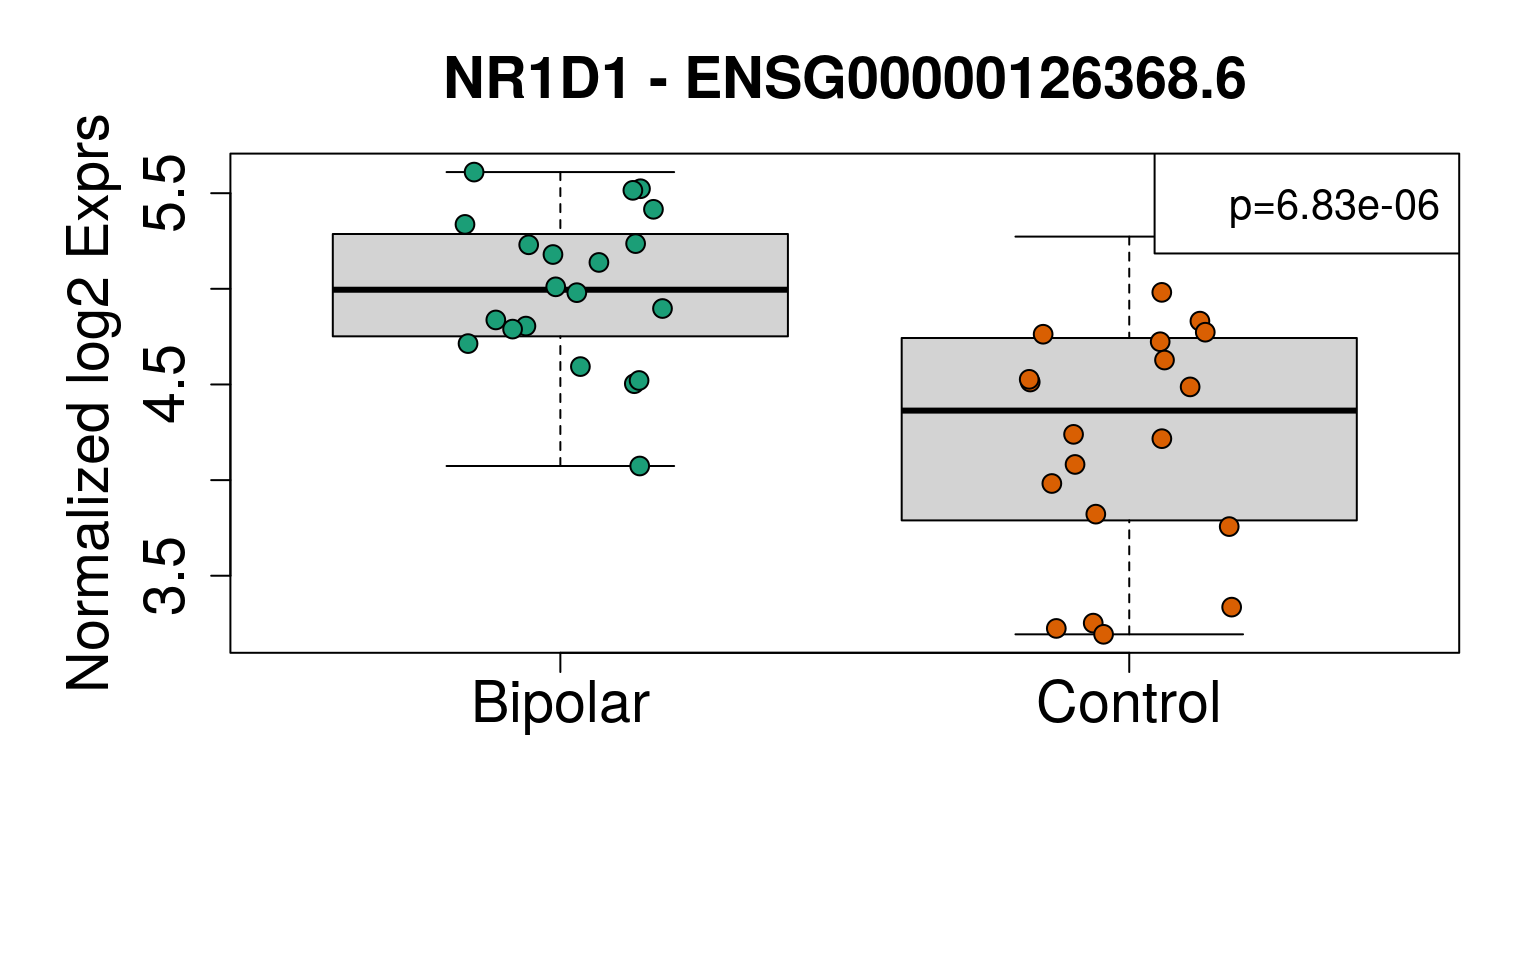 NR1D1 - ENSG00000126368.6
Normalized log2 Exprs
5.5
4.5
3.5
p=6.83e-06
Bipolar
Control